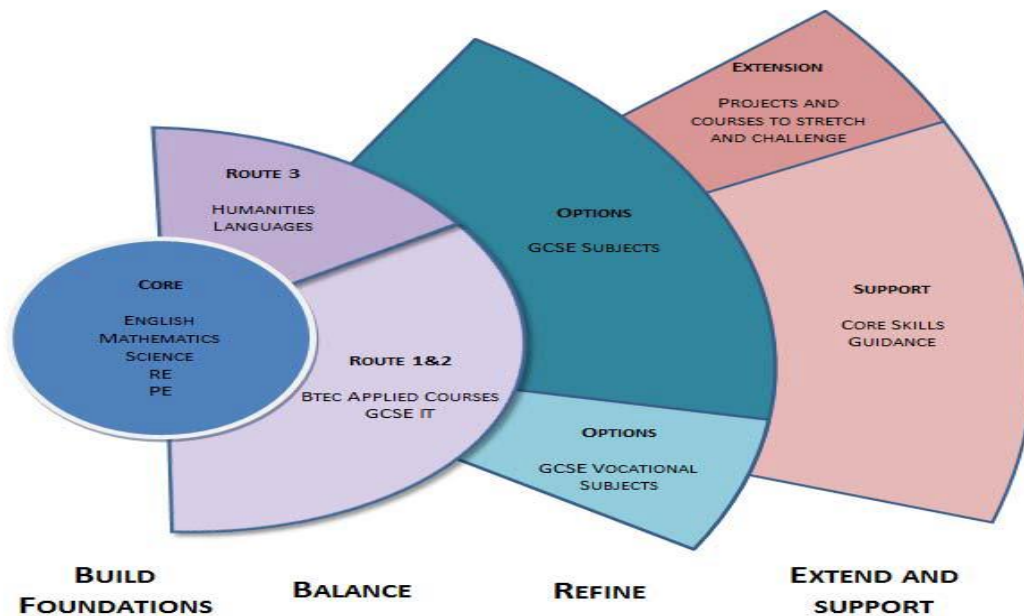 CORE
ENGLISH
MATHEMATICS
SCIENCE
RE
PE
ROUTE 3
HUMANITIES
LANGUAGES
ROUTE 1&2
BTEC APPLIED COURSES
GCSE IT
OPTIONS
GCSE SUBJECTS
OPTIONS
GCSE VOCATIONAL
SUBJECTS
EXTENSION
PROJECTS AND
COURSES TO STRETCH
AND CHALLENGE
SUPPORT
CORE SKILLS
GUIDANCE
BUILD
FOUNDATIONS
BALANCE
REFINE
EXTEND AND
SUPPORT